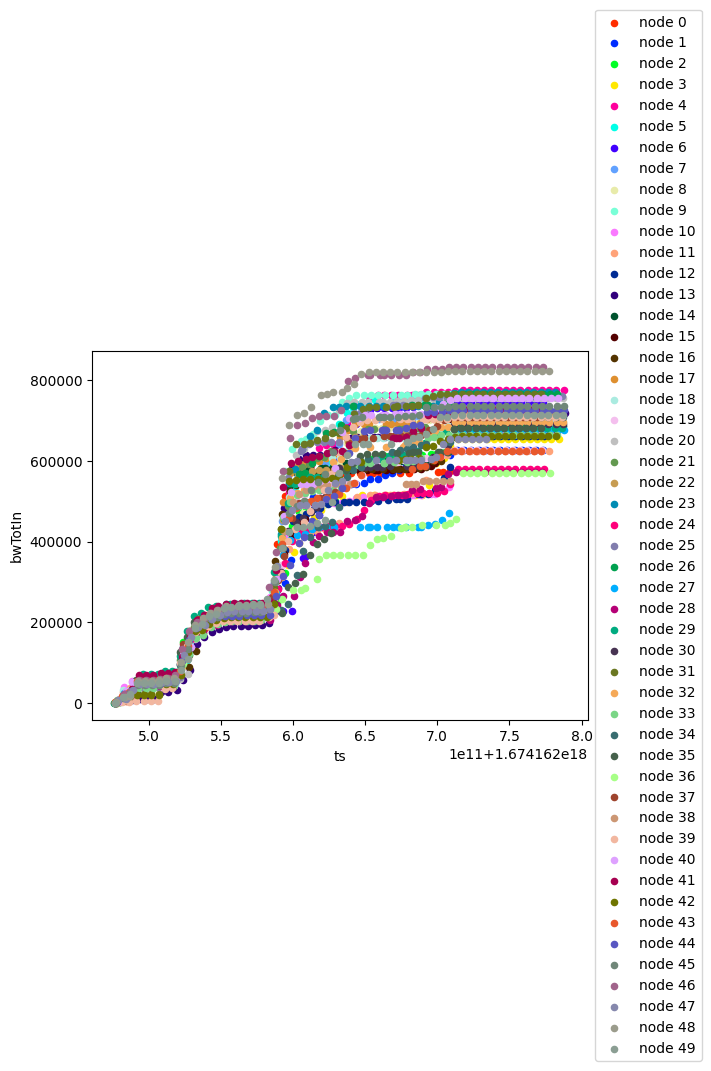 800000
600000
400000
200000
0
bwTotIn
5.0 5.5 6.0 6.5 7.0 7.5 8.0
ts
1e11+1.674162e18
node 0
node 1
node 2
node 3
node 4
node 5
node 6
node 7
node 8
node 9
node 10
node 11
node 12
node 13
node 14
node 15
node 16
node 17
node 18
node 19
node 20
node 21
node 22
node 23
node 24
node 25
node 26
node 27
node 28
node 29
node 30
node 31
node 32
node 33
node 34
node 35
node 36
node 37
node 38
node 39
node 40
node 41
node 42
node 43
node 44
node 45
node 46
node 47
node 48
node 49